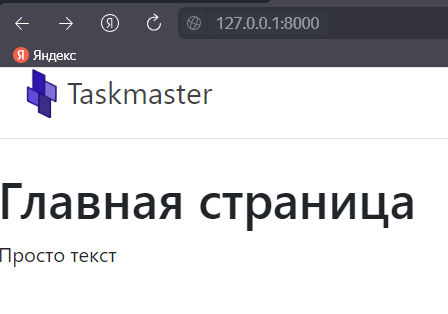 127.0.0.1:8000
Яндекс
Taskmaster
Главная страница
Просто текст